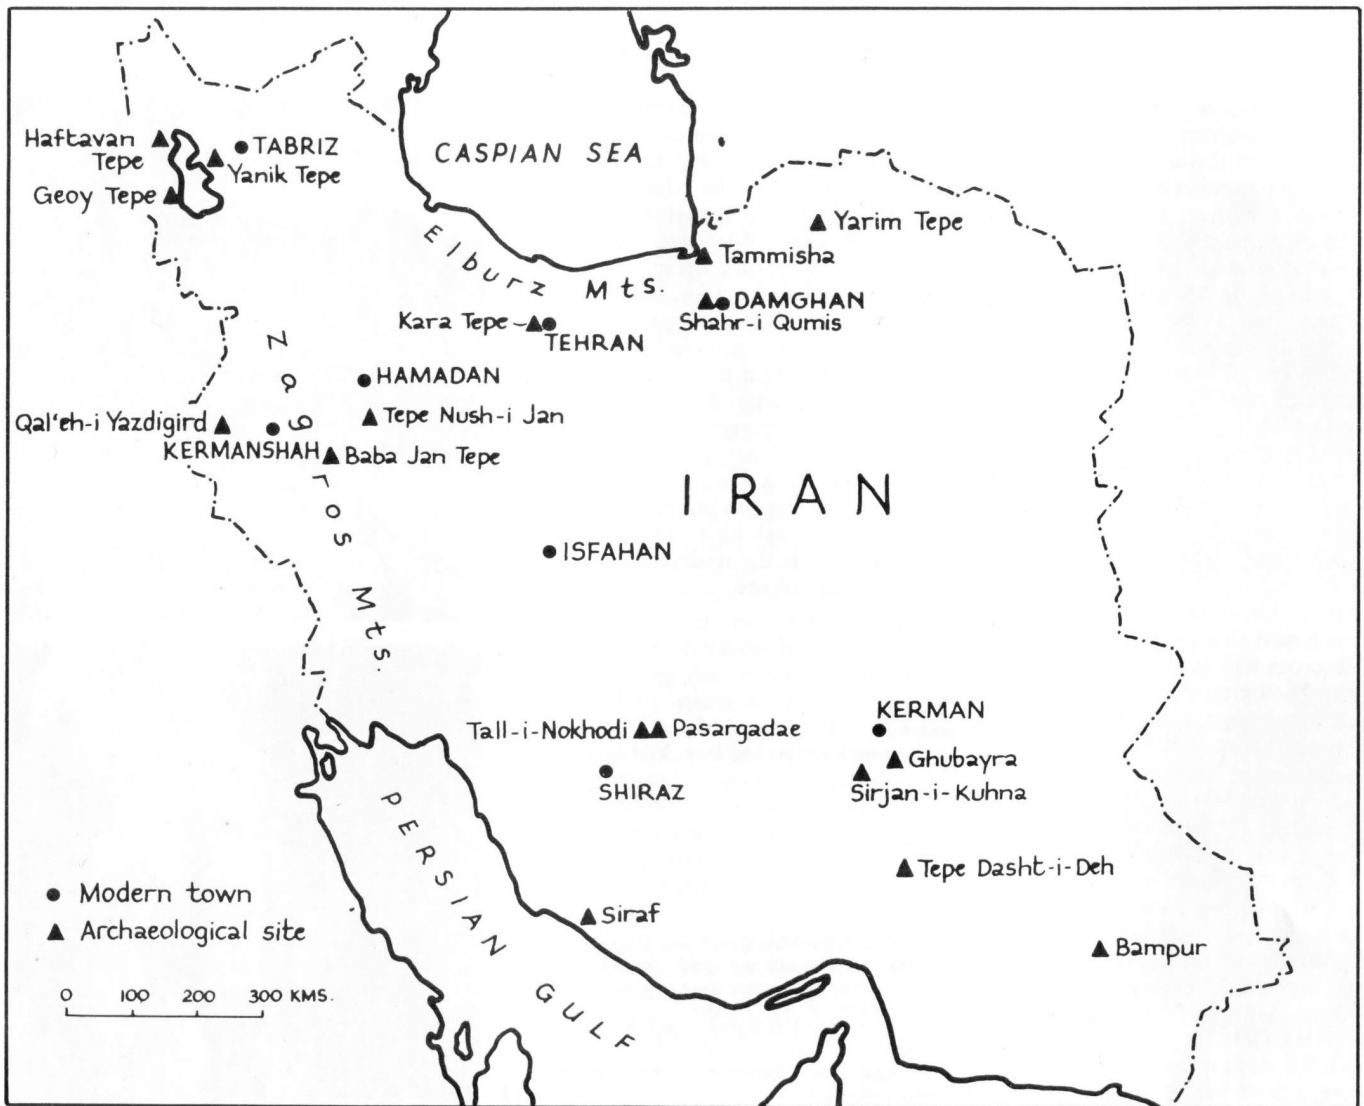 CASPIAN SEA
Haftavan
Tepe
TABRIZ
Yanik Tepe
Geoy Tepe
Yarim Tepe
Elburz Mts.
Tammisha
DAMGHAN
Shahr-i Qumis
Kara Tepe
TEHRAN
Zagros Mts.
HAMADAN
Tepe Nush-i Jan
Qal'eh-i Yazdigird
KERMANSHAH
Baba Jan Tepe
IRAN
ISFAHAN
Tall-i-Nokhodi
Pasargadae
SHIRAZ
KERMAN
Ghubayra
Sirjan-i-Kuhna
PERSIAN GULF
Tepe Dasht-i-Deh
Siraf
Bampur
Modern town
Archaeological site
0 100 200 300 KMS.